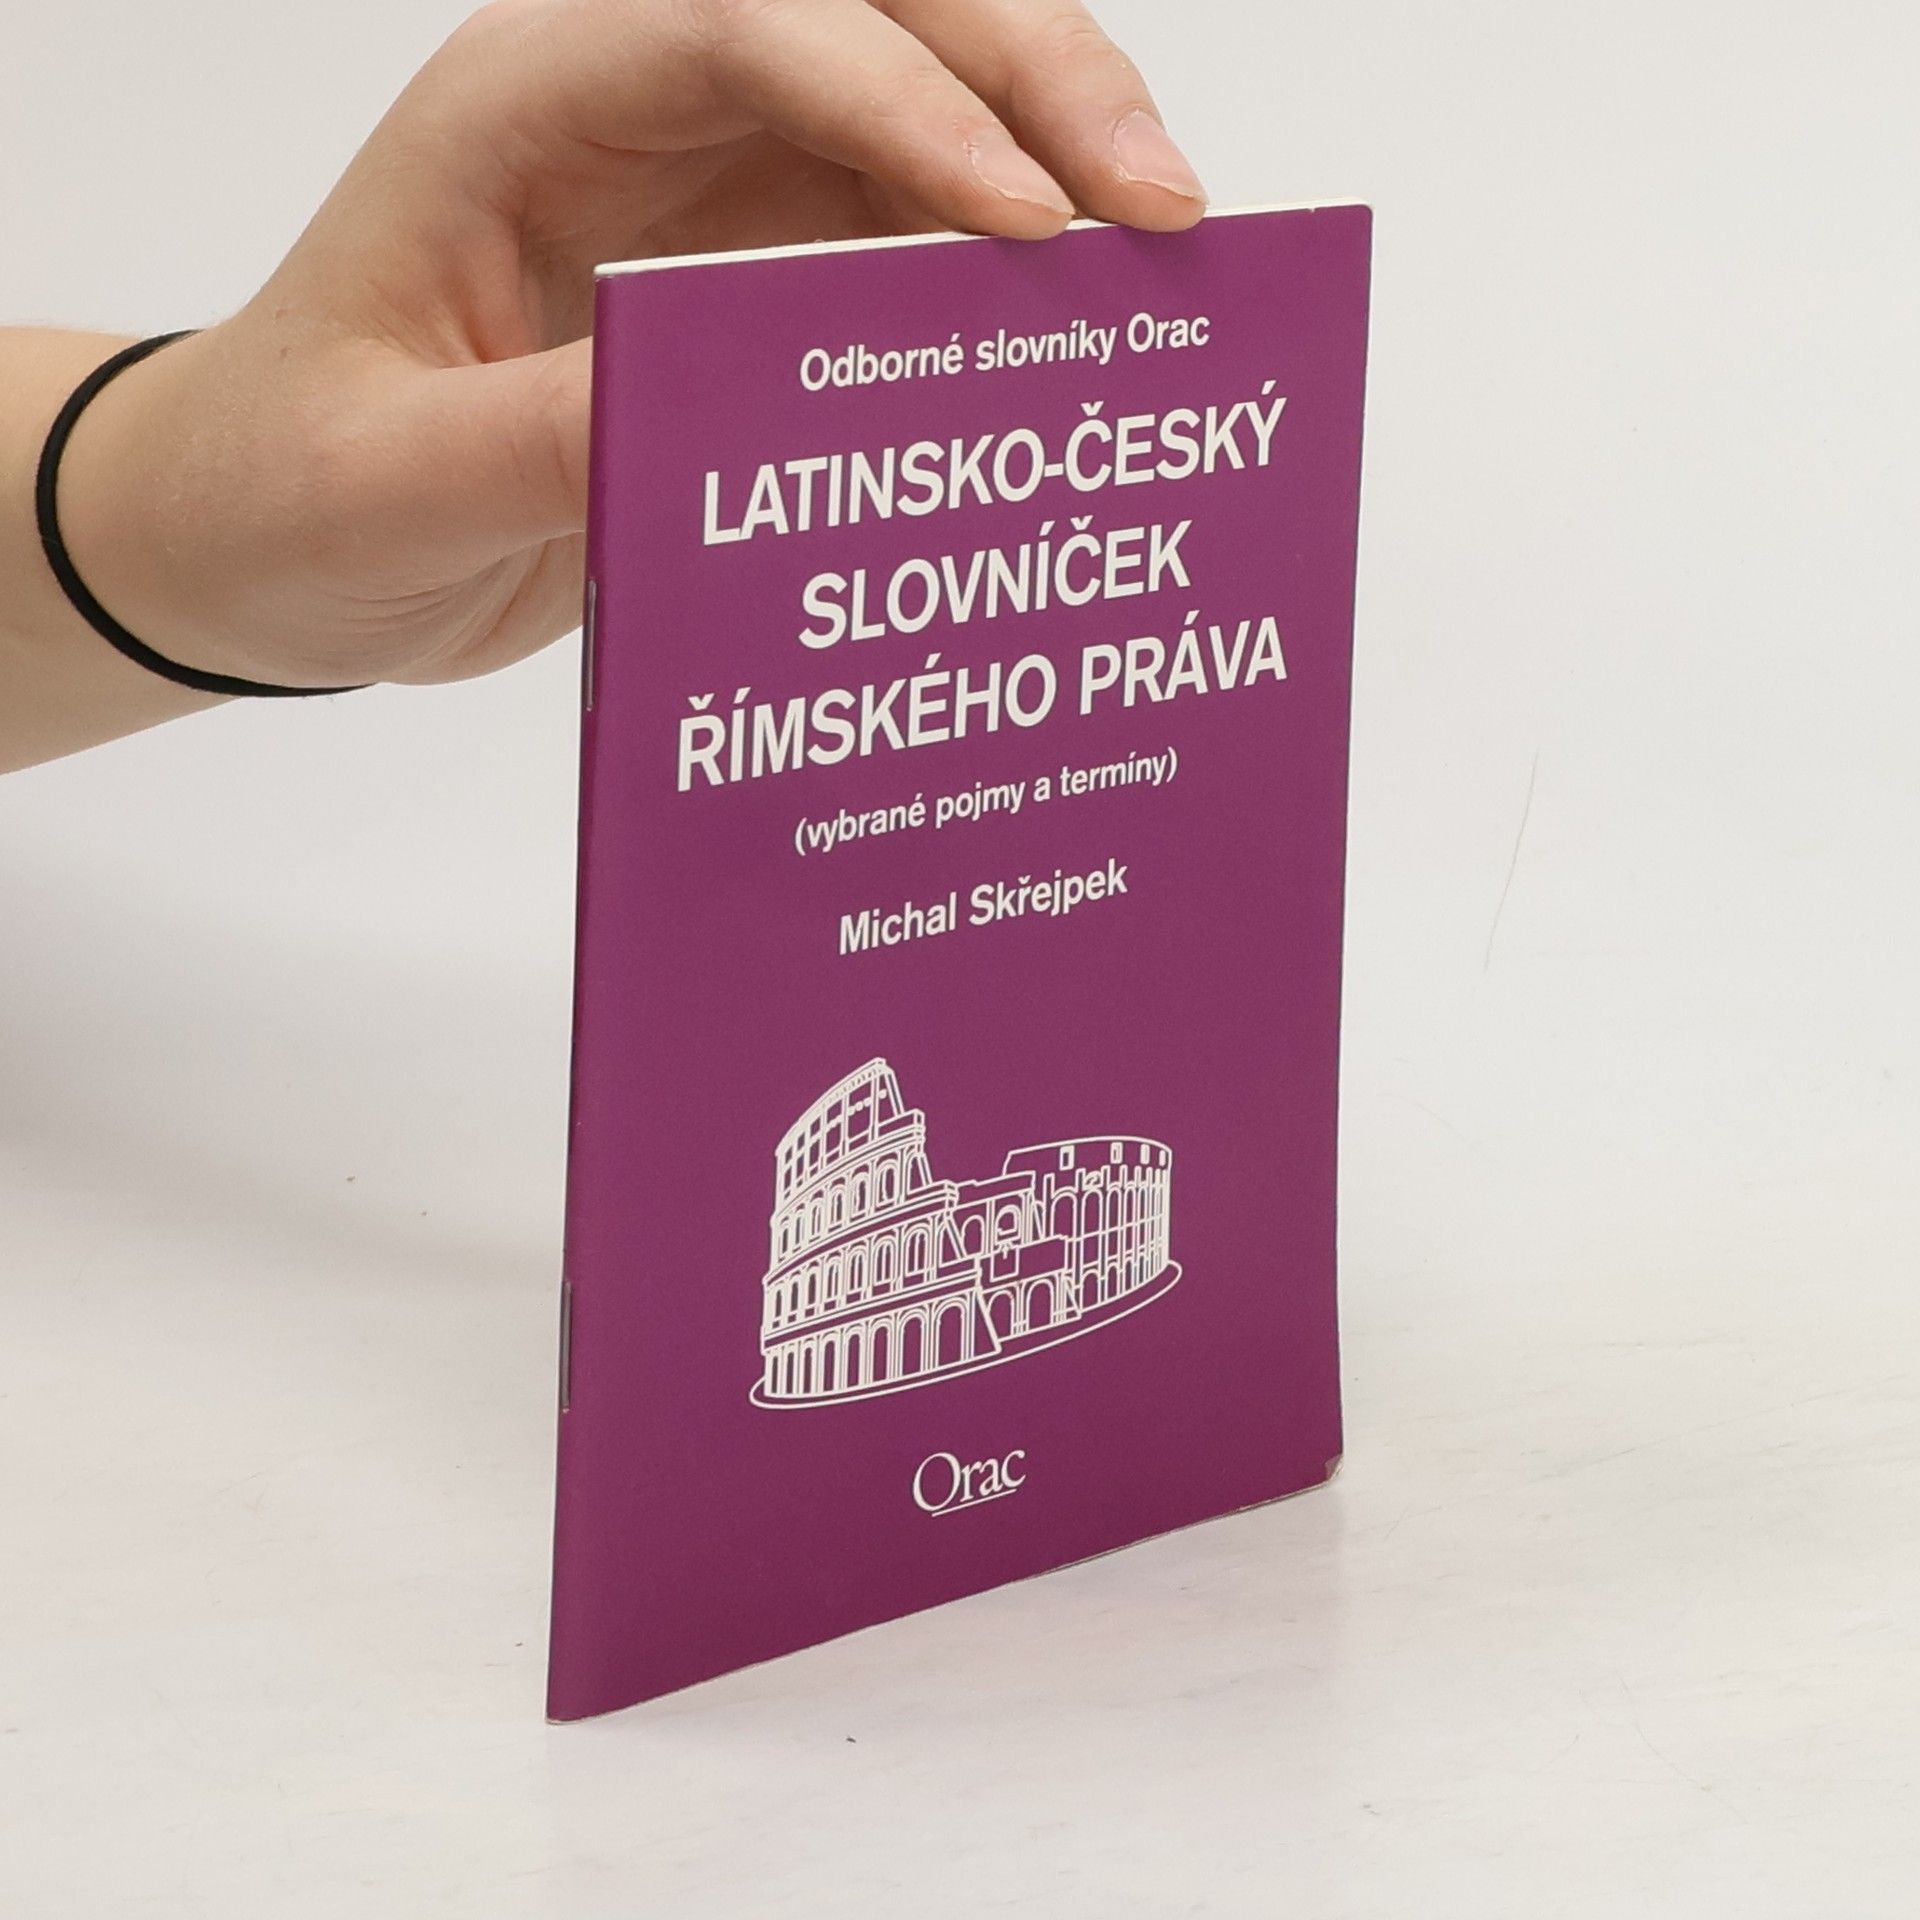 Odborné slovníky Orac
LATINSKO-ČESKÝ
SLOVNÍČEK
ŘÍMSKÉHO PRÁVA
(vybrané pojmy a termíny)
Michal Skřejpek
Orac